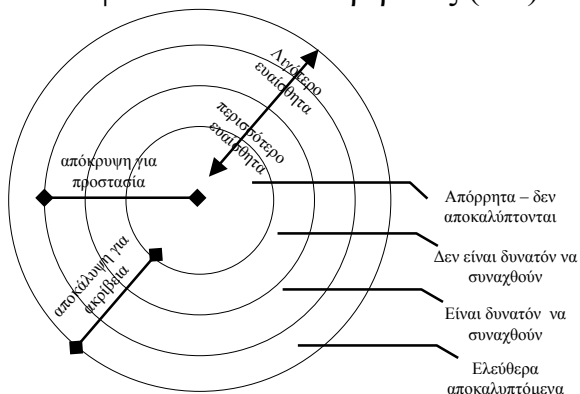 Λιγότερο
ευαίσθητα
περισσότερο
ευαίσθητα
απόκρυψη για
προστασία
Απόρρητα – δεν
αποκαλύπτονται
Δεν είναι δυνατόν να
συναχθούν
αποκάλυψη για
ακρίβεια
Είναι δυνατόν  να
συναχθούν
Ελεύθερα
αποκαλυπτόμενα